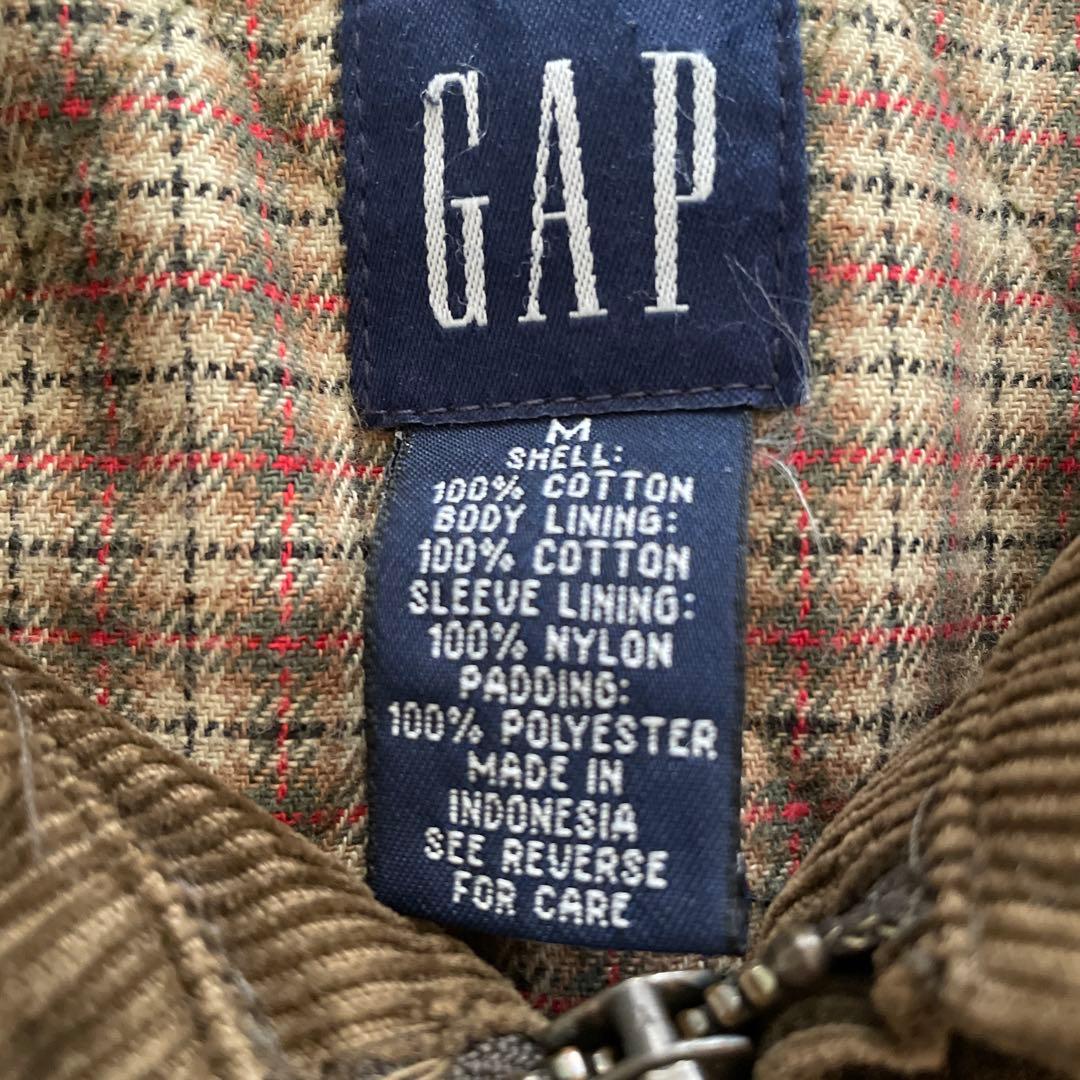 GAP
M
SHELL:
100% COTTON
BODY LINING:
100% COTTON
SLEEVE LINING:
100% NYLON
PADDING:
100% POLYESTER
MADE IN
INDONESIA
SEE REVERSE
FOR CARE